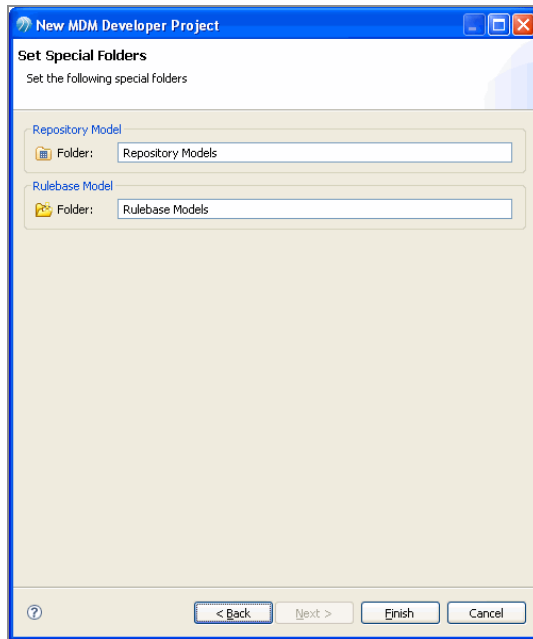 New MDM Developer Project
Set Special Folders
Set the following special folders
Repository Model
Folder: Repository Models
Rulebase Model
Folder: Rulebase Models
? < Back Next > Finish Cancel